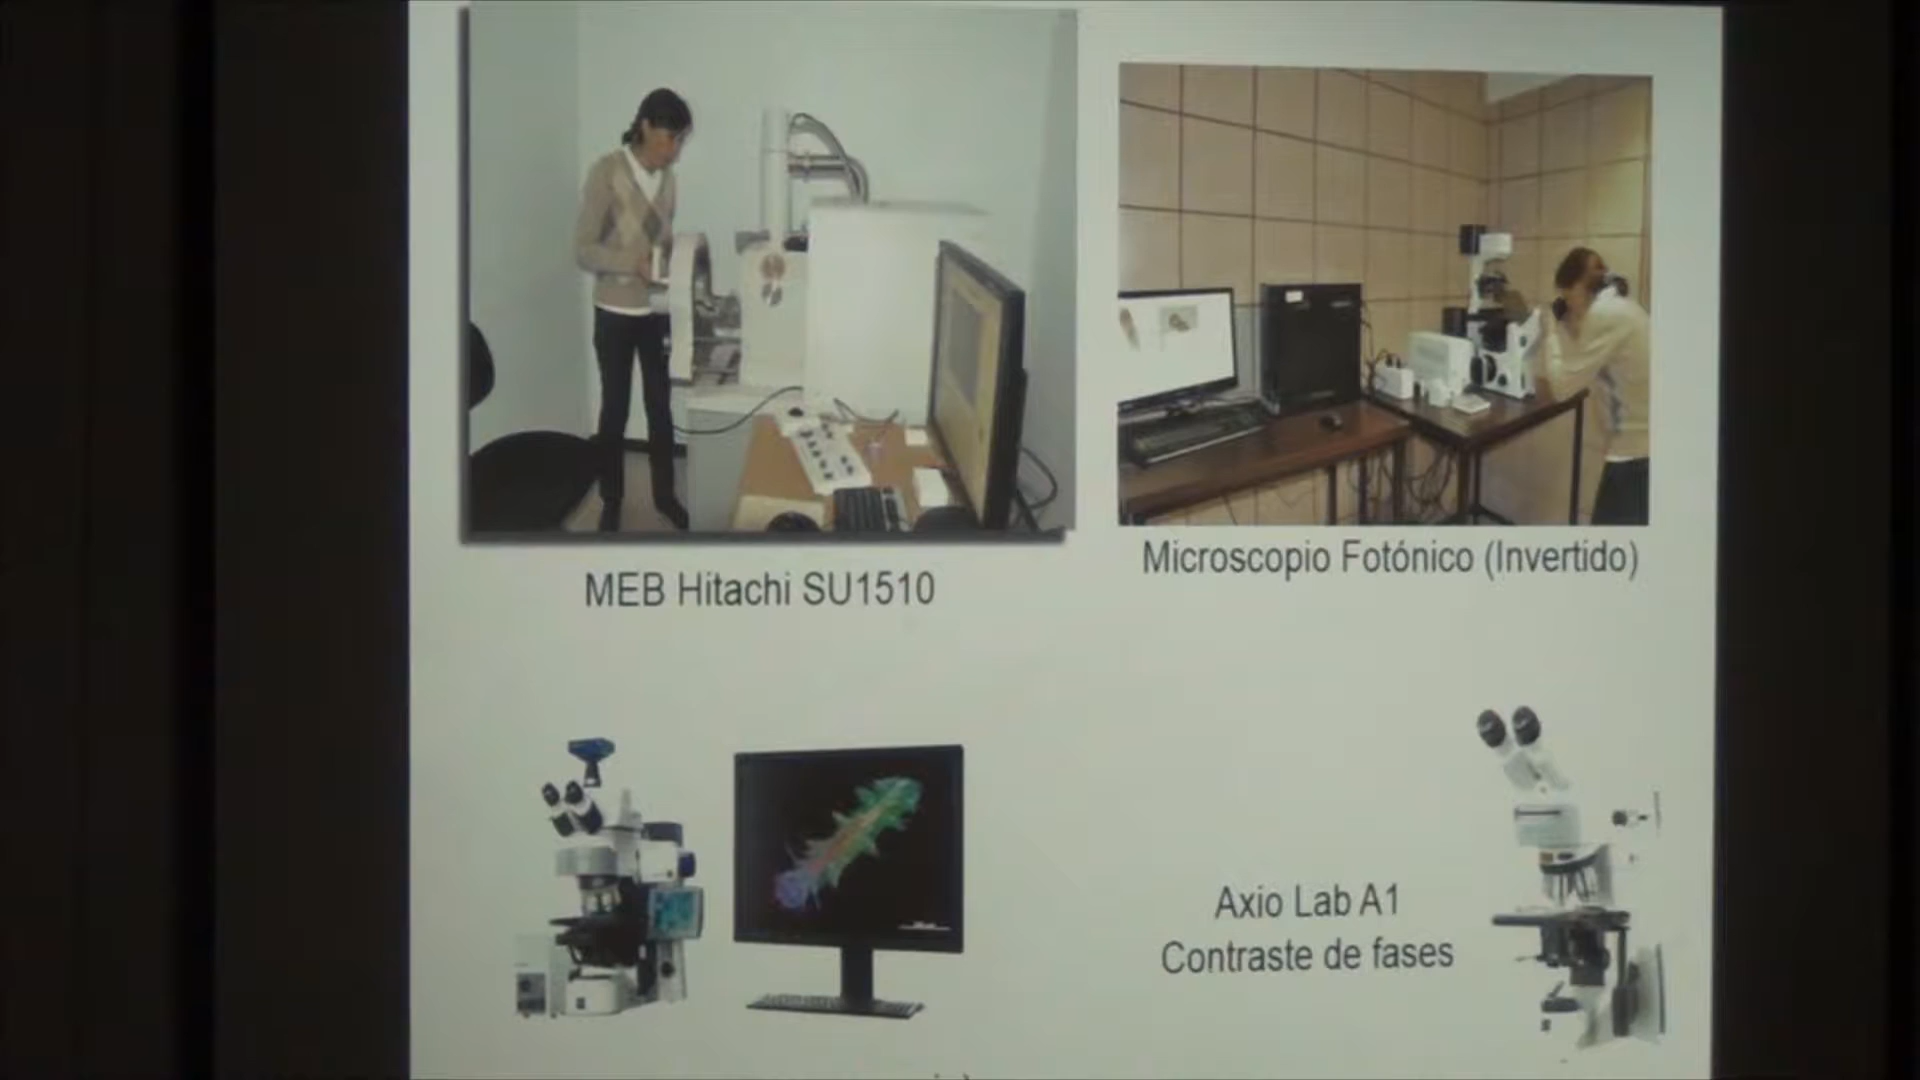 MEB Hitachi SU1510
Microscopio Fotónico (Invertido)
Axio Lab A1
Contraste de fases